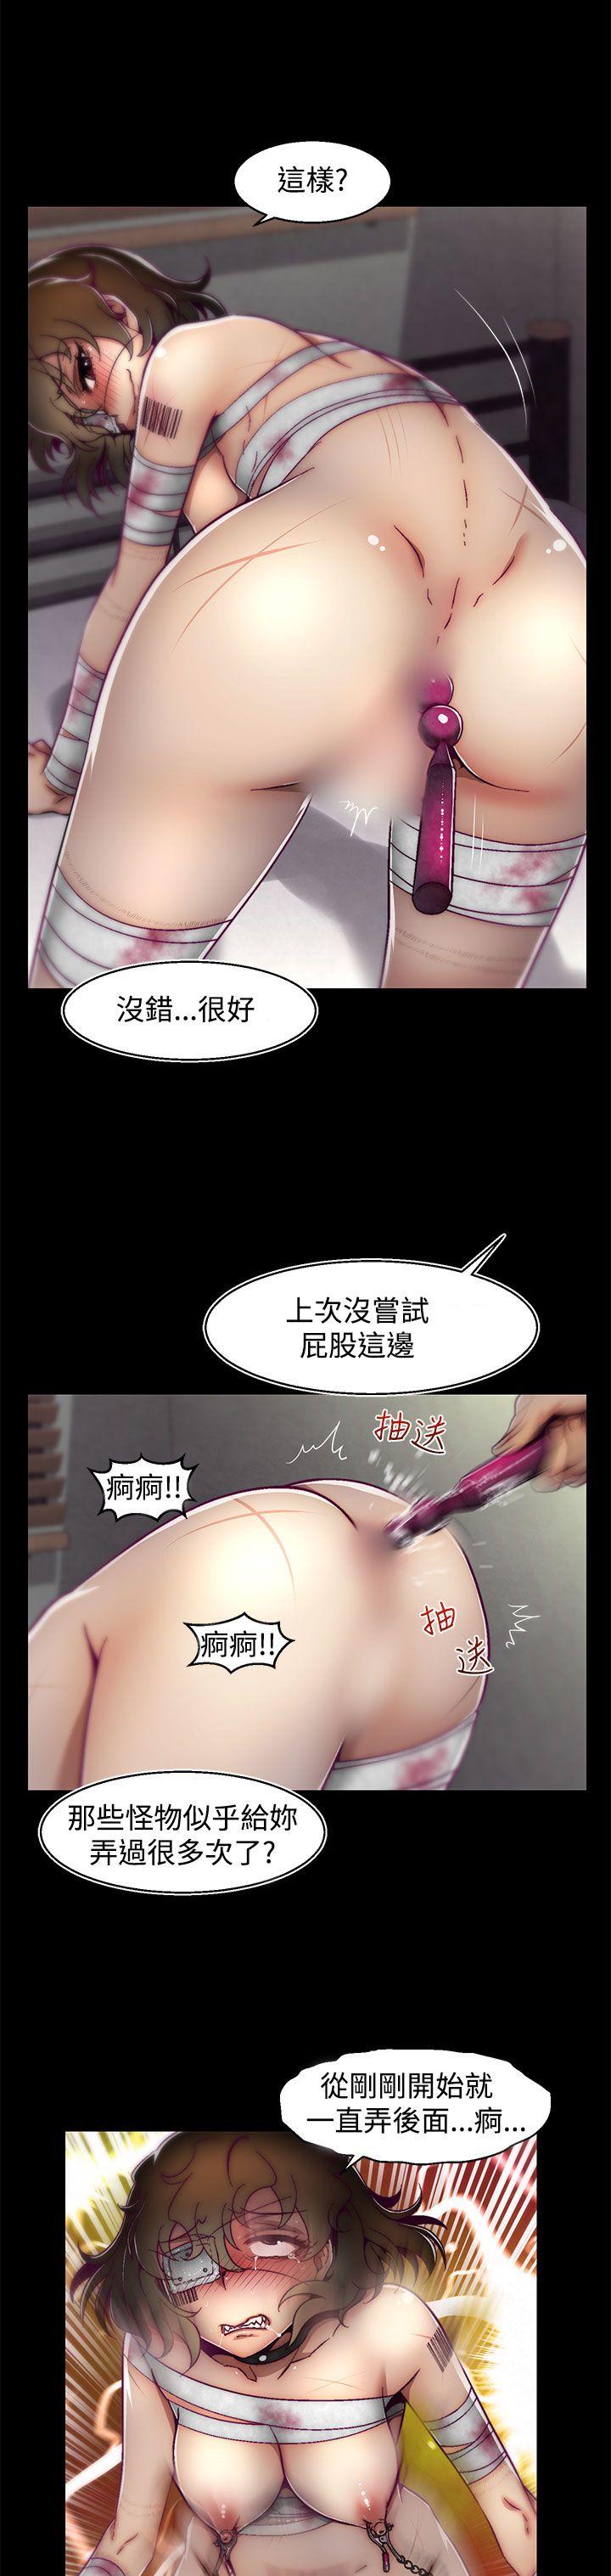 這樣?
沒錯...很好
上次沒嘗試
屁股這邊
抽送
痾痾!!
痾痾!!
抽
送
那些怪物似乎給妳
弄過很多次了?
從剛剛開始就
一直弄後面...痾...